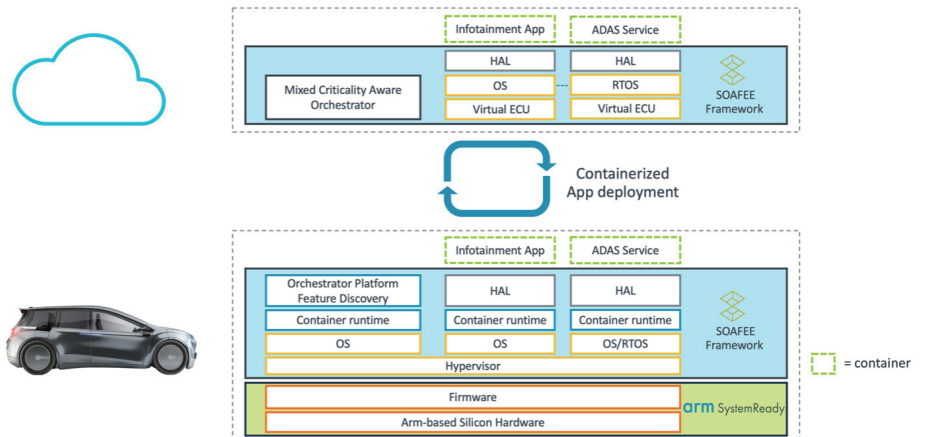 Infotainment App
ADAS Service
HAL
HAL
Mixed Criticality Aware
Orchestrator
OS
---
RTOS
SOAFEE
Framework
Virtual ECU
Virtual ECU
Containerized
App deployment
Infotainment App
ADAS Service
Orchestrator Platform
Feature Discovery
HAL
HAL
Container runtime
Container runtime
Container runtime
SOAFEE
Framework
OS
OS
OS/RTOS
Hypervisor
= container
Firmware
arm SystemReady
Arm-based Silicon Hardware